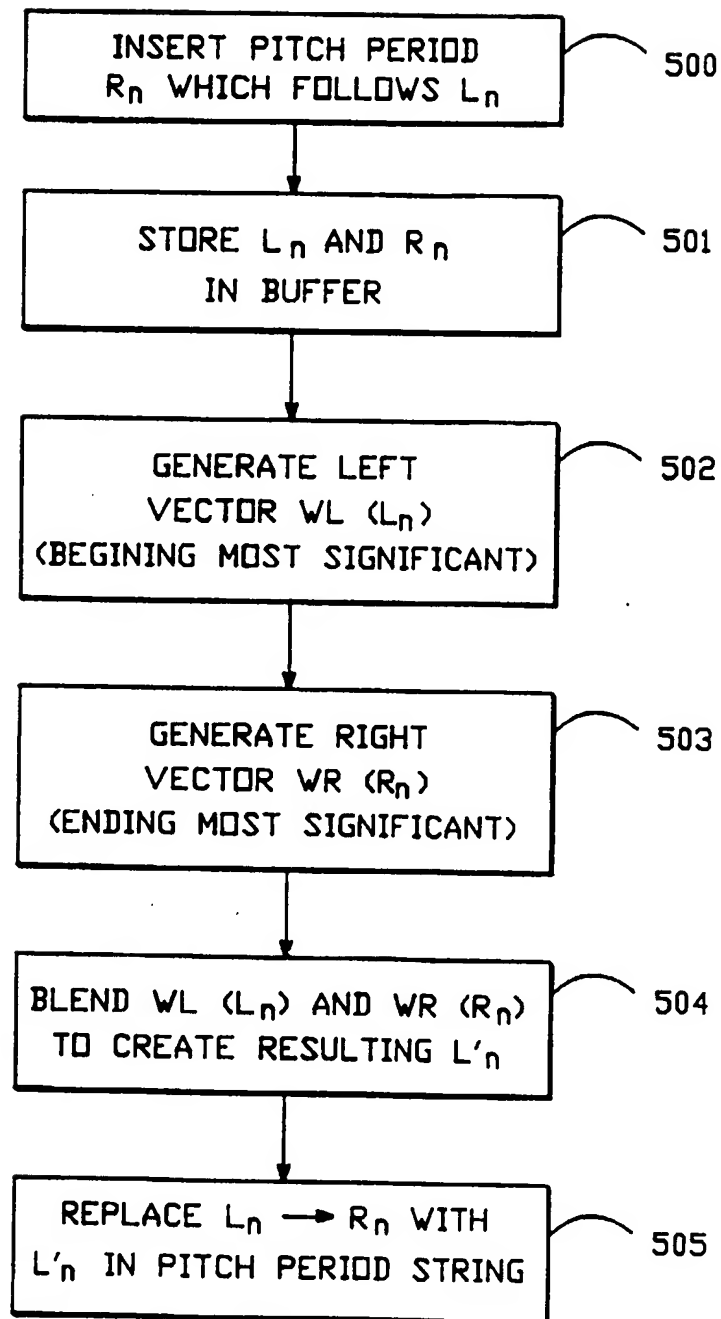 INSERT PITCH PERIOD
Rn WHICH FOLLOWS Ln
500
STORE Ln AND Rn
IN BUFFER
501
GENERATE LEFT
VECTOR WL (Ln)
(BEGINING MOST SIGNIFICANT)
502
GENERATE RIGHT
VECTOR WR (Rn)
(ENDING MOST SIGNIFICANT)
503
BLEND WL (Ln) AND WR (Rn)
TO CREATE RESULTING L'n
504
REPLACE Ln → Rn WITH
L'n IN PITCH PERIOD STRING
505